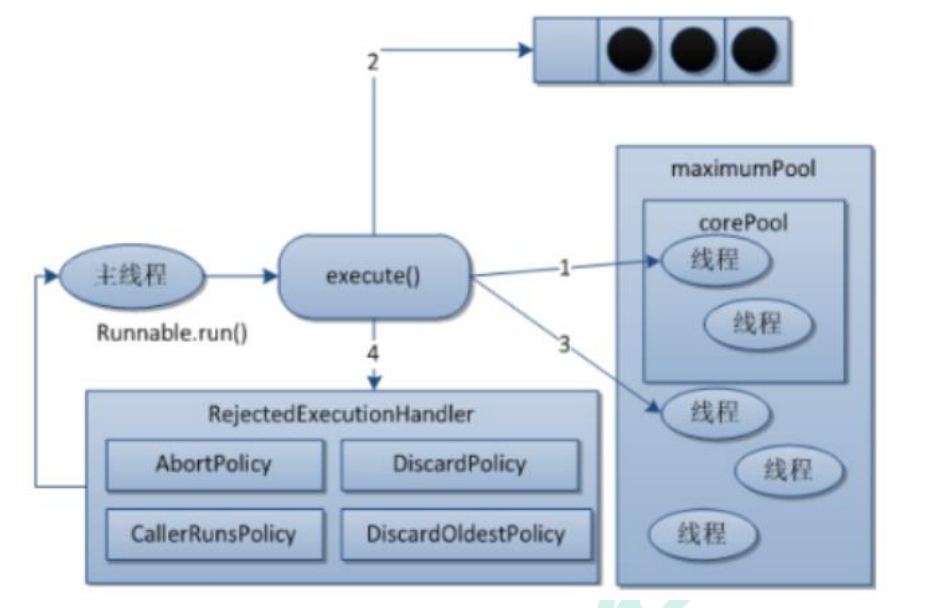 2
maximumPool
corePool
线程
线程
主线程
execute()
1
Runnable.run()
3
4
线程
RejectedExecutionHandler
AbortPolicy
DiscardPolicy
线程
CallerRunsPolicy
DiscardOldestPolicy
线程